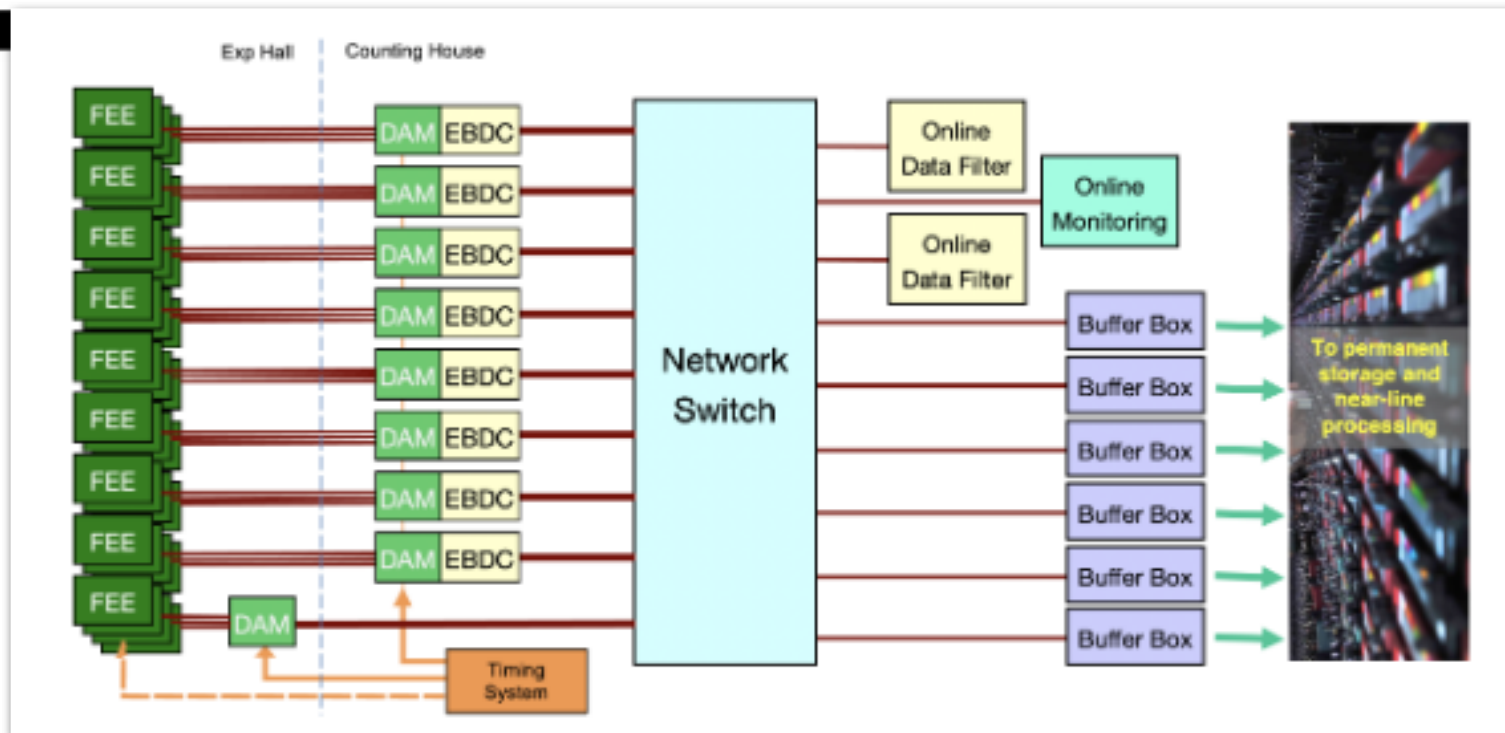 Exp Hall
Counting House
FEE
DAM EBDC
FEE
DAM EBDC
FEE
DAM EBDC
FEE
DAM EBDC
FEE
DAM EBDC
FEE
DAM EBDC
FEE
DAM EBDC
FEE
DAM EBDC
FEE
DAM
Timing
System
Network
Switch
Online
Data Filter
Online
Monitoring
Online
Data Filter
Buffer Box
Buffer Box
Buffer Box
Buffer Box
Buffer Box
Buffer Box
To permanent
storage and
near-line
processing